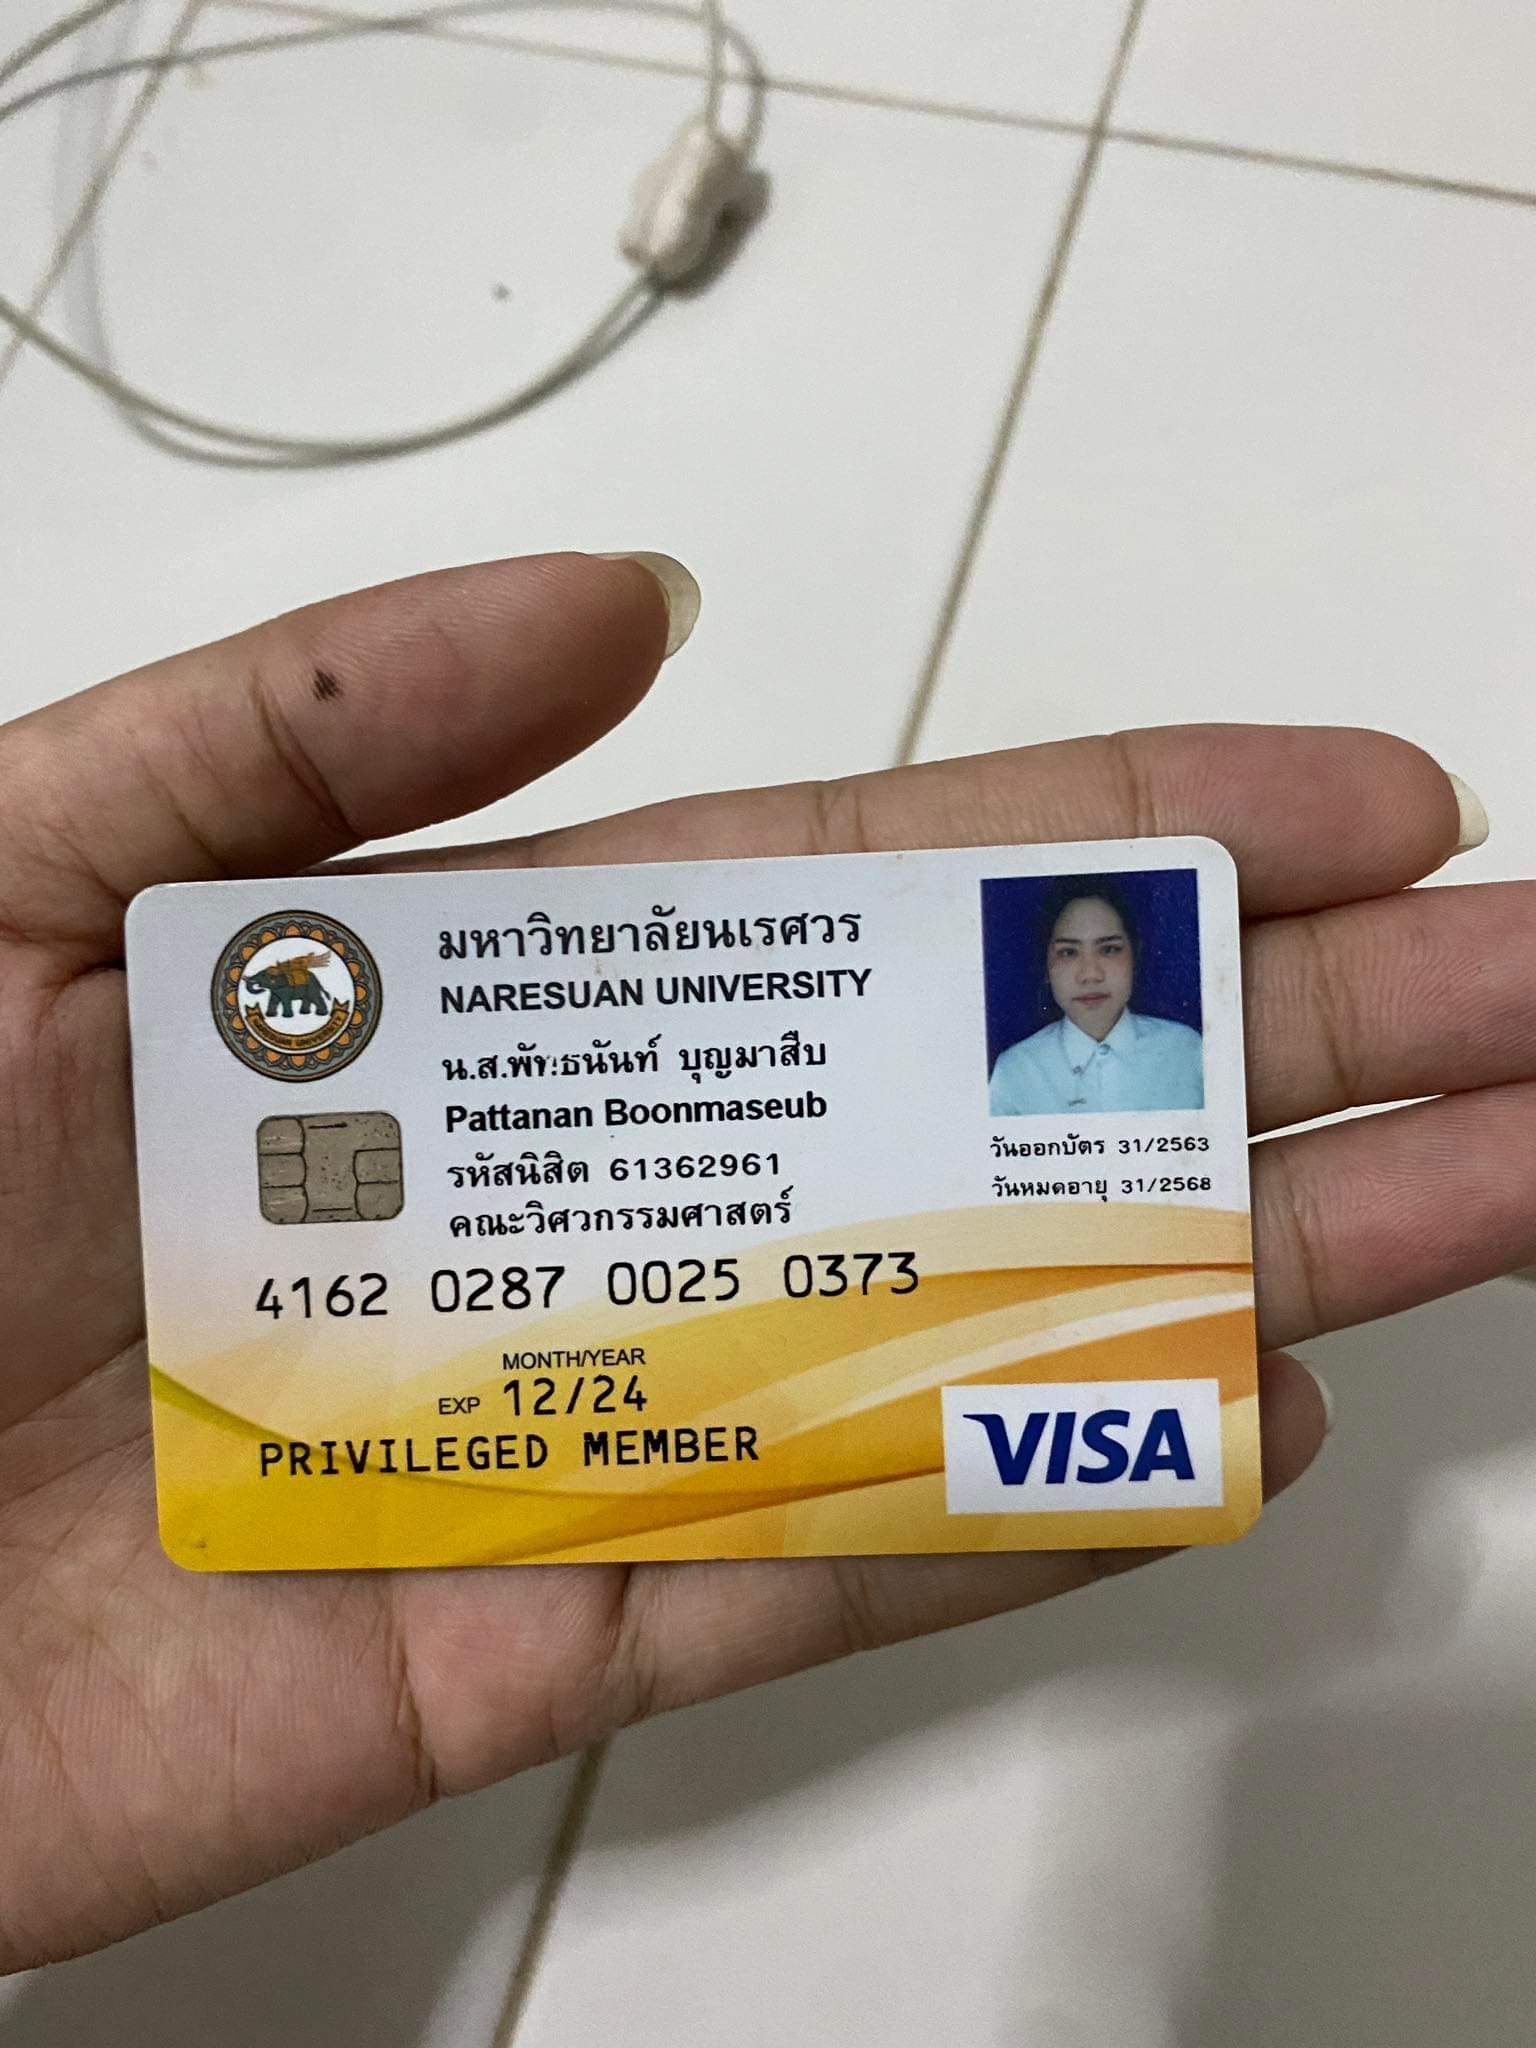 มหาวิทยาลัยนเรศวร
NARESUAN UNIVERSITY
NARESUAN UNIVERSITY
น.ส.พัทธนันท์ บุญมาสืบ
Pattanan Boonmaseub
รหัสนิสิต 61362961
คณะวิศวกรรมศาสตร์
วันออกบัตร 31/2563
วันหมดอายุ 31/2568
4162 0287 0025 0373
MONTH/YEAR
EXP 12/24
PRIVILEGED MEMBER
VISA